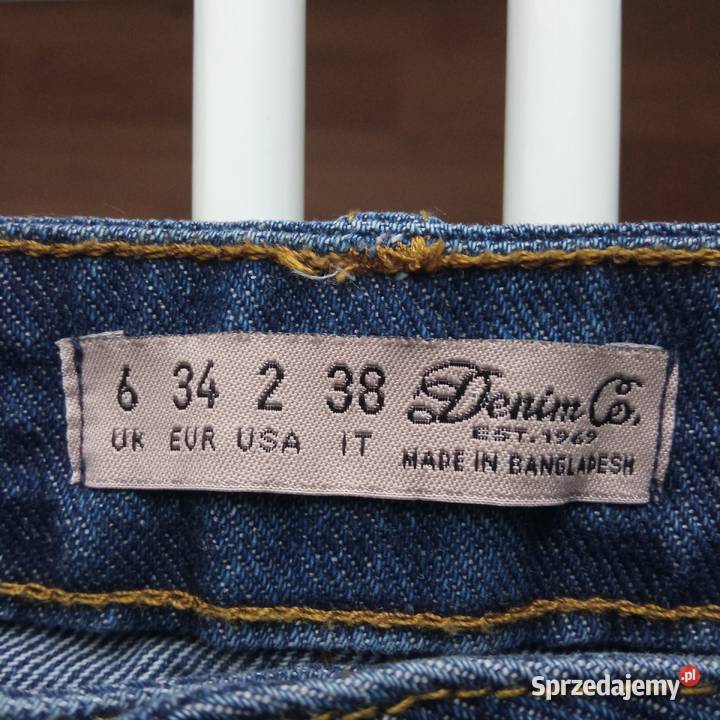 6 34 2 38 Denim Co.
UK EUR USA IT EST. 1969
MADE IN BANGLADESH
Sprzedajemy.pl